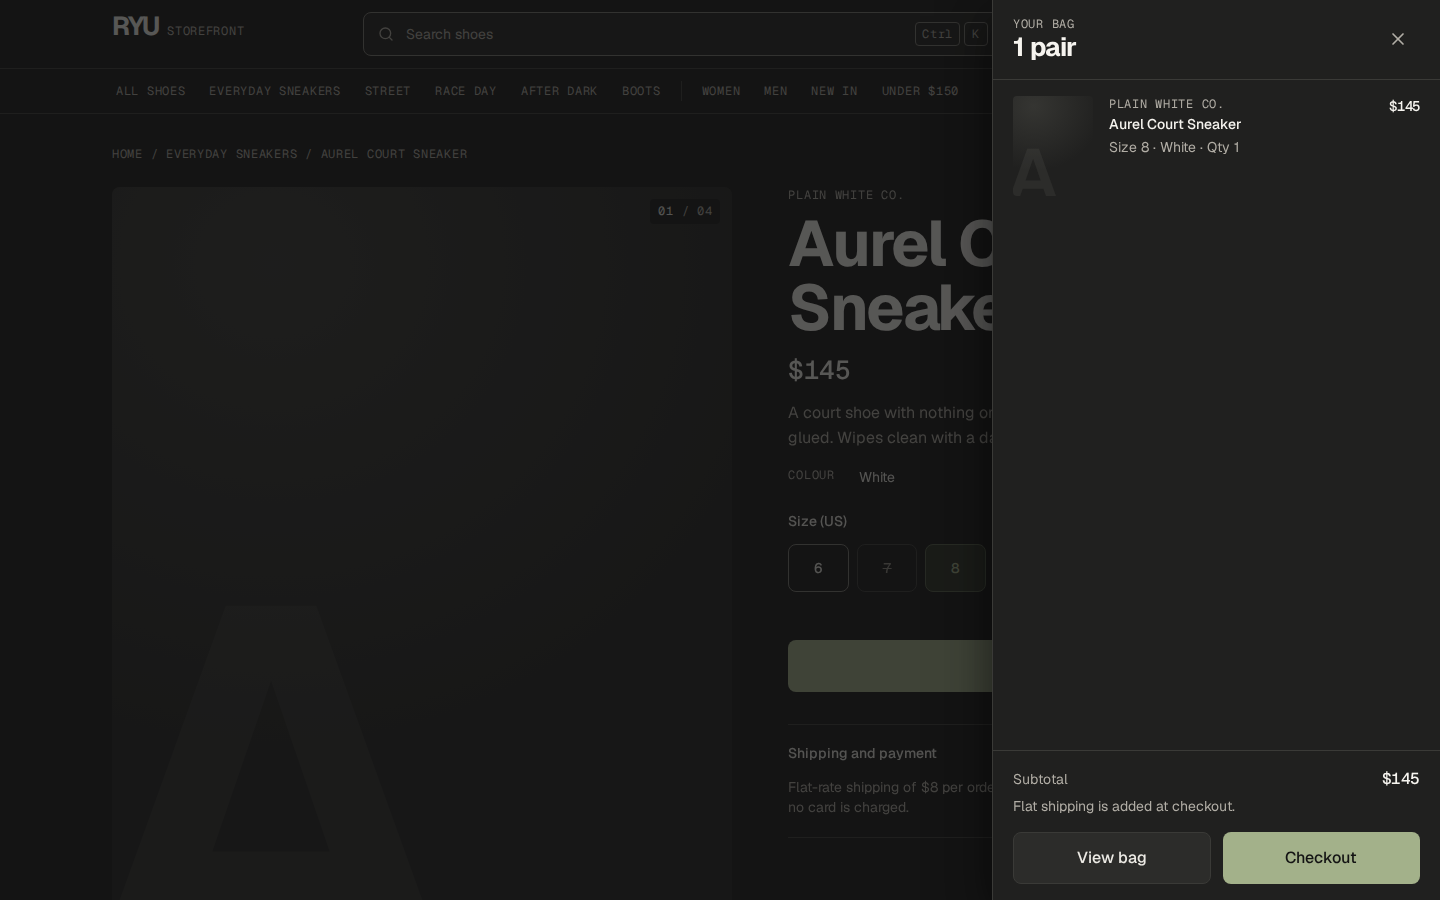 RYU STOREFRONT
Search shoes
Ctrl K
ALL SHOES EVERYDAY SNEAKERS STREET RACE DAY AFTER DARK BOOTS WOMEN MEN NEW IN UNDER $150
HOME / EVERYDAY SNEAKERS / AUREL COURT SNEAKER
01 / 04
A
PLAIN WHITE CO.
Aurel C
Sneake
$145
A court shoe with nothing
glued. Wipes clean with a
COLOUR White
Size (US)
6 7 8
Shipping and payment
Flat-rate shipping of $8 per
no card is charged.
YOUR BAG
1 pair
A
PLAIN WHITE CO.
Aurel Court Sneaker
Size 8 · White · Qty 1
$145
Subtotal $145
Flat shipping is added at checkout.
View bag
Checkout